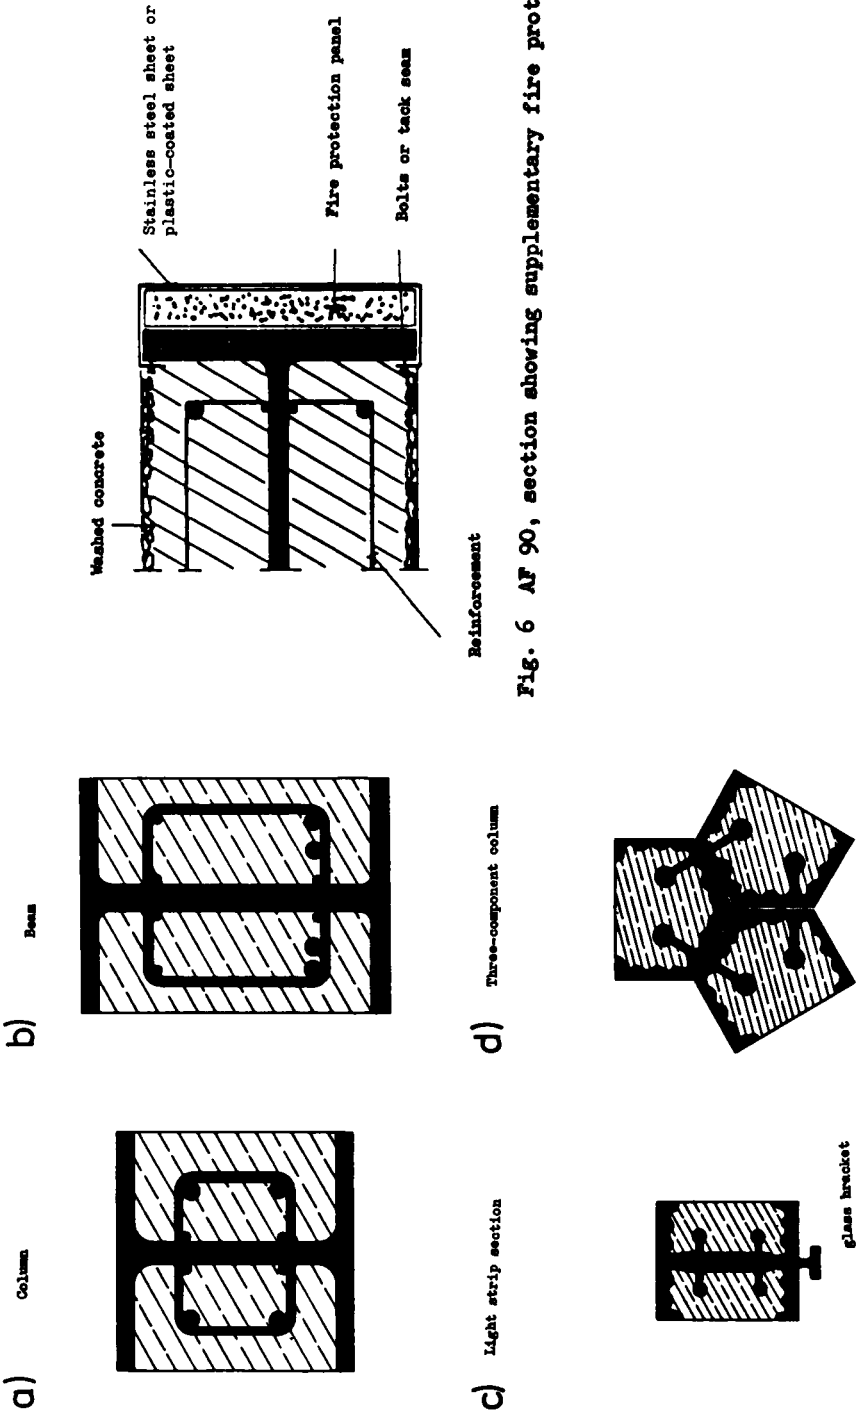 a)
Column
b)
Beam
c)
Light strip section
glass bracket
d)
Three-component column
Washed concrete
Stainless steel sheet or
plastic-coated sheet
Fire protection panel
Bolts or tack seam
Reinforcement
Fig. 6 AF 90, section showing supplementary fire prot